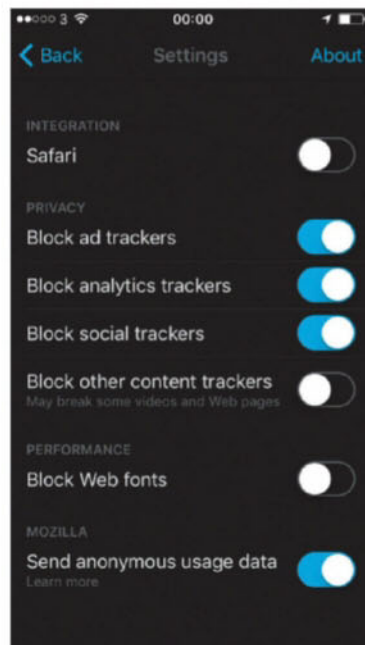 3 00:00
Back Settings About
INTEGRATION
Safari
PRIVACY
Block ad trackers
Block analytics trackers
Block social trackers
Block other content trackers
May break some videos and Web pages
PERFORMANCE
Block Web fonts
MOZILLA
Send anonymous usage data
Learn more